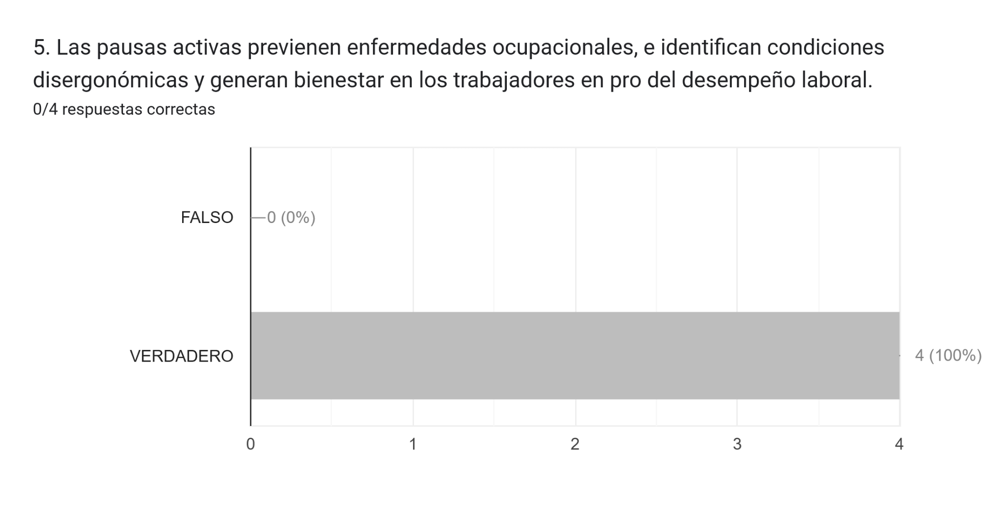 5. Las pausas activas previenen enfermedades ocupacionales, e identifican condiciones
disergonómicas y generan bienestar en los trabajadores en pro del desempeño laboral.
0/4 respuestas correctas
FALSO
0 (0%)
VERDADERO
4 (100%)
0 1 2 3 4